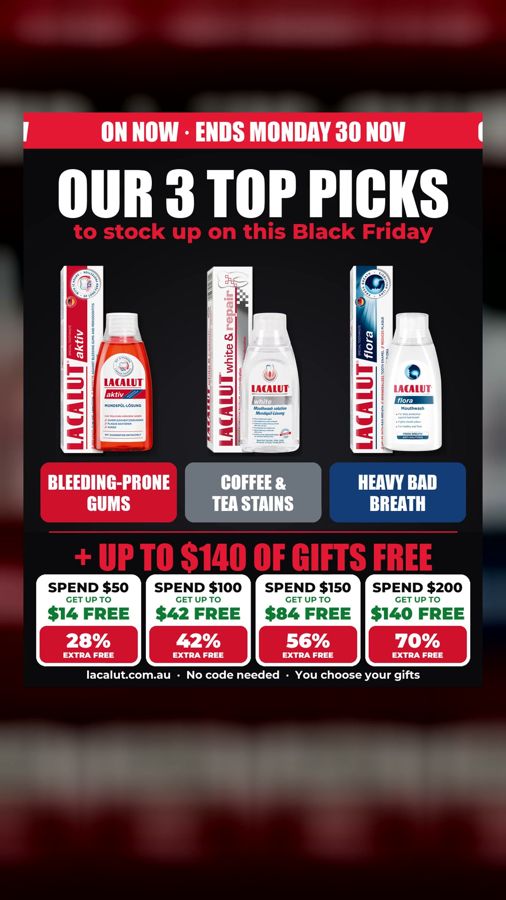 ON NOW · ENDS MONDAY 30 NOV
OUR 3 TOP PICKS
to stock up on this Black Friday
LACALUT aktiv
LACALUT
aktiv
MUNDSPÜL-LÖSUNG
LACALUT white & repair
LACALUT
white
Mouthwash solution
Mundspül-Lösung
LACALUT flora
LACALUT
flora
Mouthwash
BLEEDING-PRONE
GUMS
COFFEE &
TEA STAINS
HEAVY BAD
BREATH
+ UP TO $140 OF GIFTS FREE
SPEND $50
GET UP TO
$14 FREE
28%
EXTRA FREE
SPEND $100
GET UP TO
$42 FREE
42%
EXTRA FREE
SPEND $150
GET UP TO
$84 FREE
56%
EXTRA FREE
SPEND $200
GET UP TO
$140 FREE
70%
EXTRA FREE
lacalut.com.au · No code needed · You choose your gifts